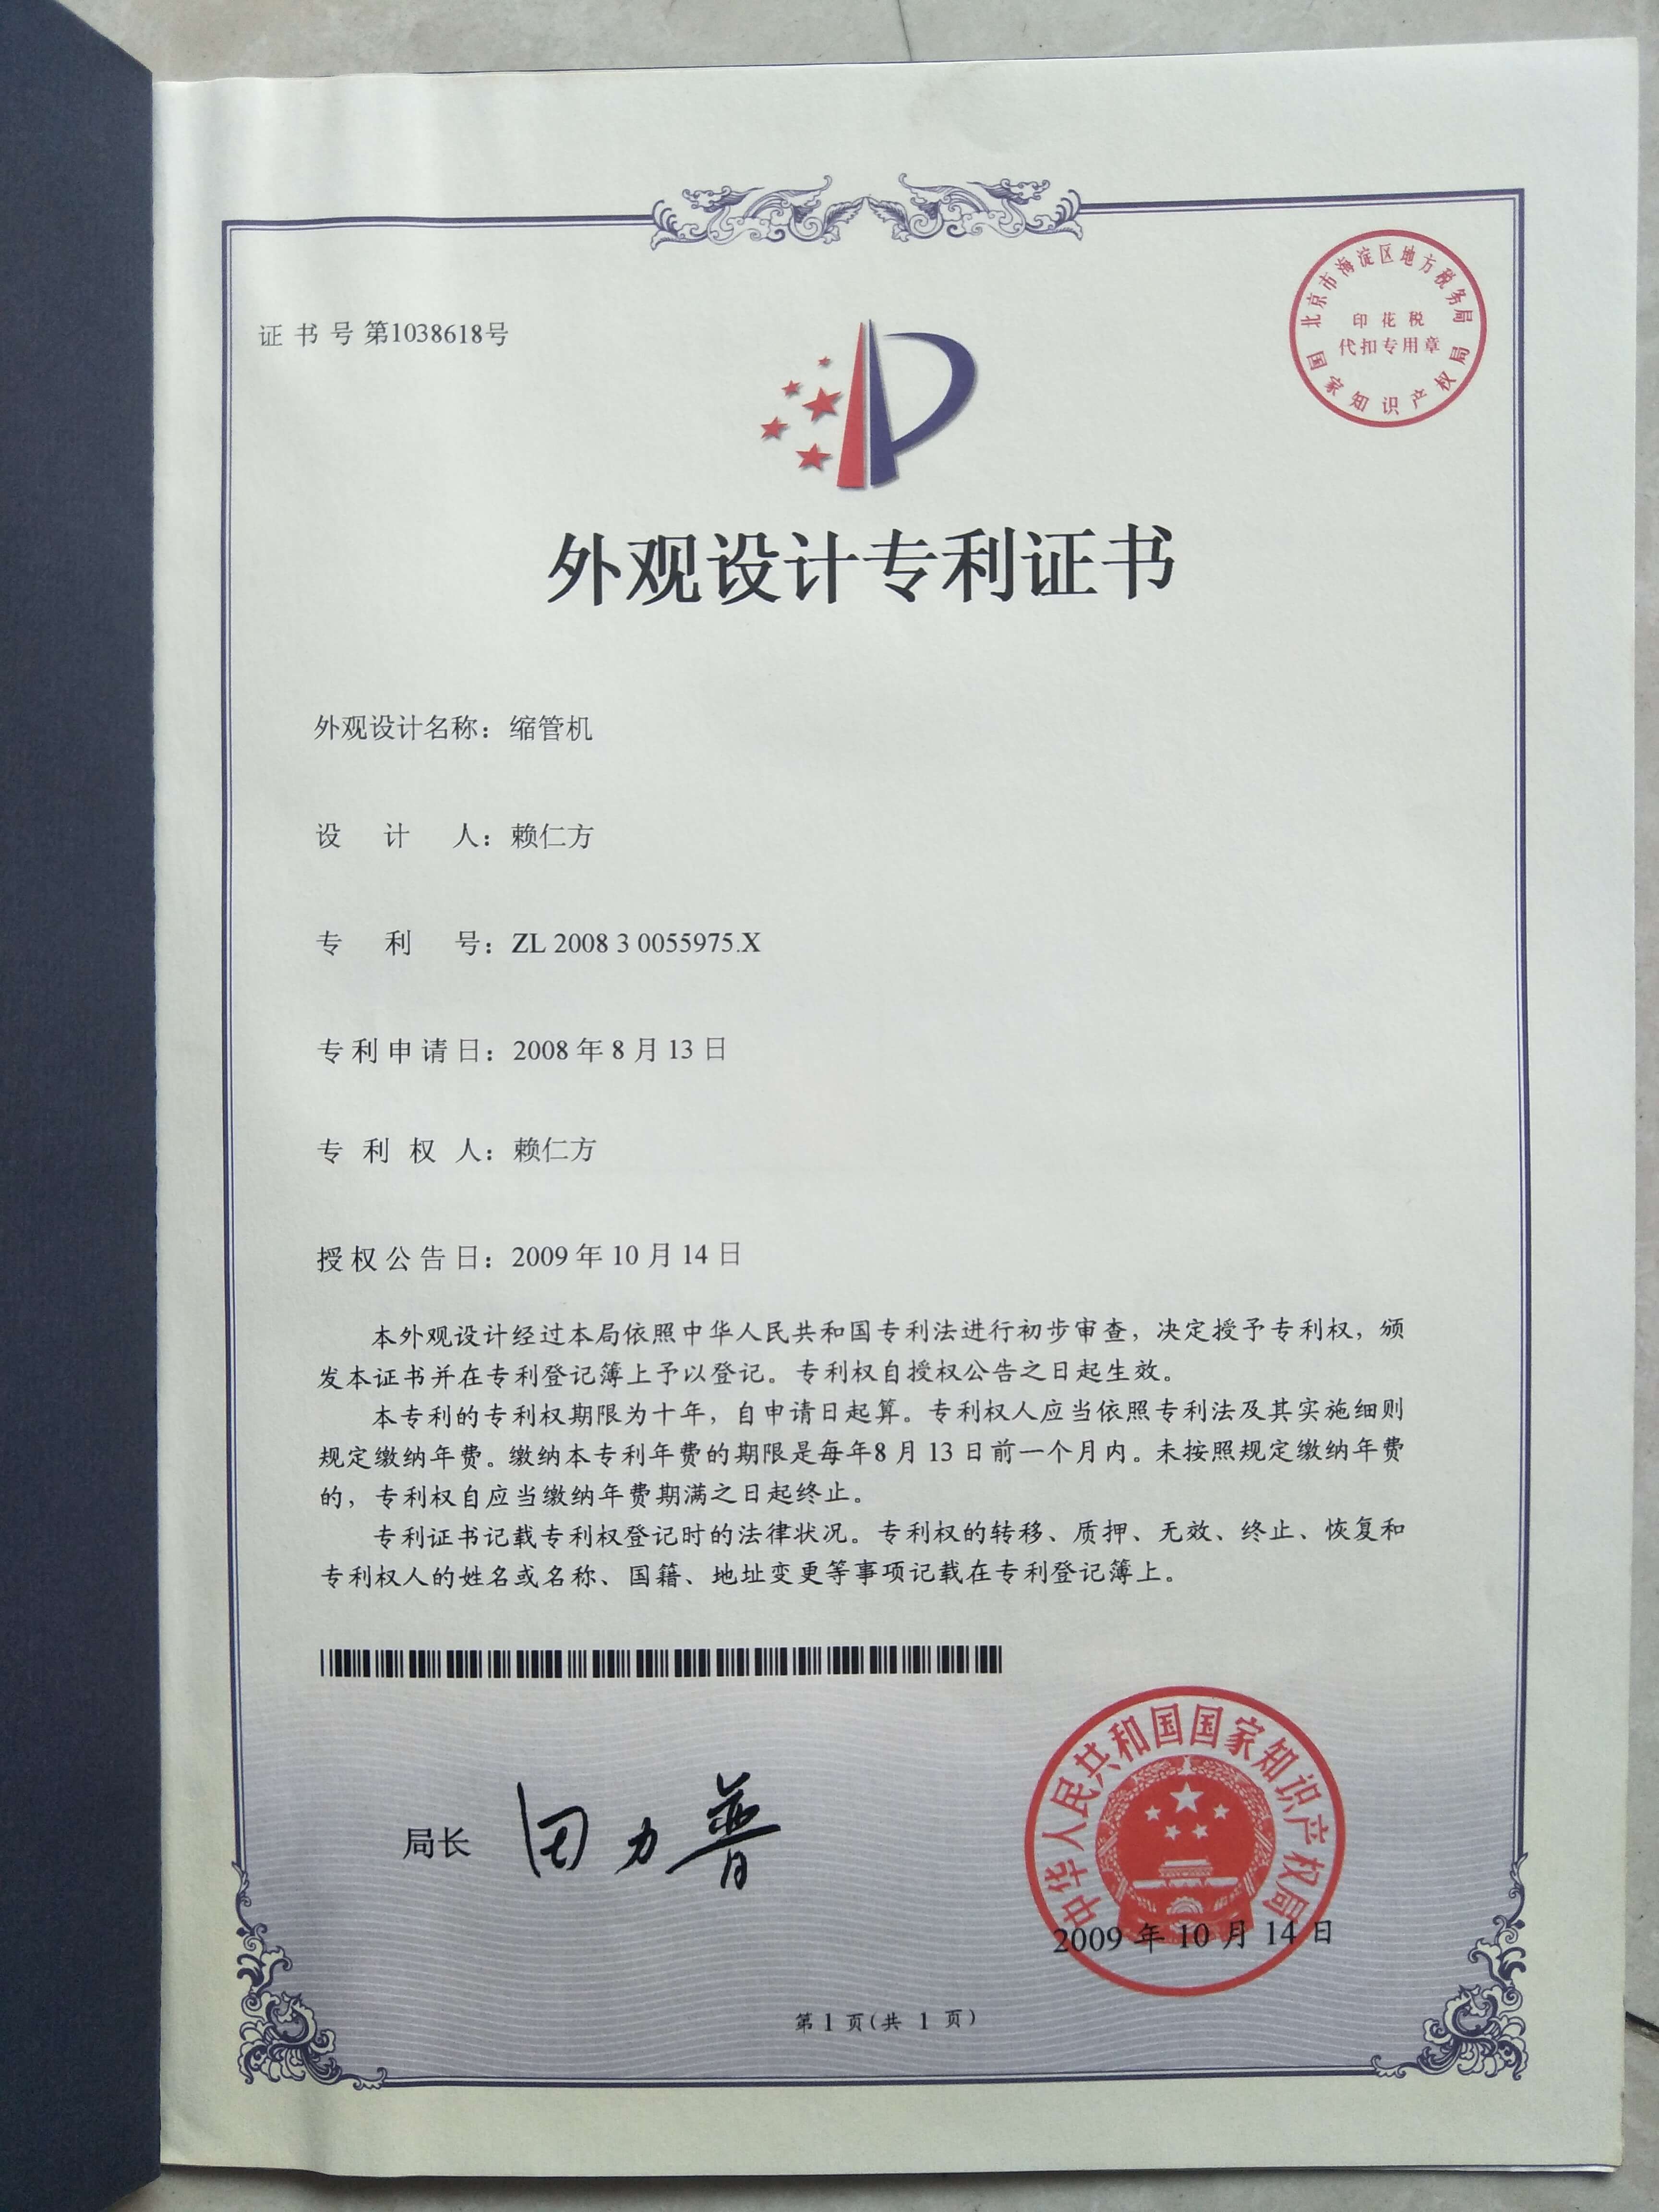 证书号第1038618号
北京市海淀区地方税务局
印花税
代扣专用章
国家知识产权局
外观设计专利证书
外观设计名称：缩管机
设计人：赖仁方
专利号：ZL 2008 3 0055975.X
专利申请日：2008年8月13日
专利权人：赖仁方
授权公告日：2009年10月14日
本外观设计经过本局依照中华人民共和国专利法进行初步审查，决定授予专利权，颁
发本证书并在专利登记簿上予以登记。专利权自授权公告之日起生效。
本专利的专利权期限为十年，自申请日起算。专利权人应当依照专利法及其实施细则
规定缴纳年费。缴纳本专利年费的期限是每年8月13日前一个月内。未按照规定缴纳年费
的，专利权自应当缴纳年费期满之日起终止。
专利证书记载专利权登记时的法律状况。专利权的转移、质押、无效、终止、恢复和
专利权人的姓名或名称、国籍、地址变更等事项记载在专利登记簿上。
局长 田力普
中华人民共和国国家知识产权局
2009年10月14日
第1页(共1页)